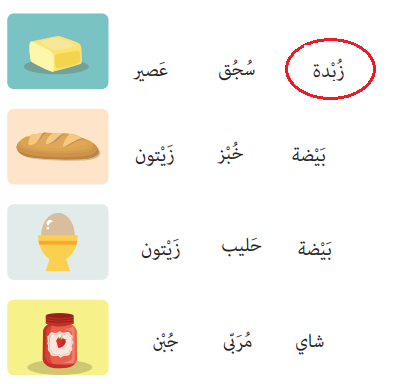 زُبْدة سُجُق عَصير
بَيْضة خُبْز زَيْتون
بَيْضة حَليب زَيْتون
شاي مُرَبّى جُبْن